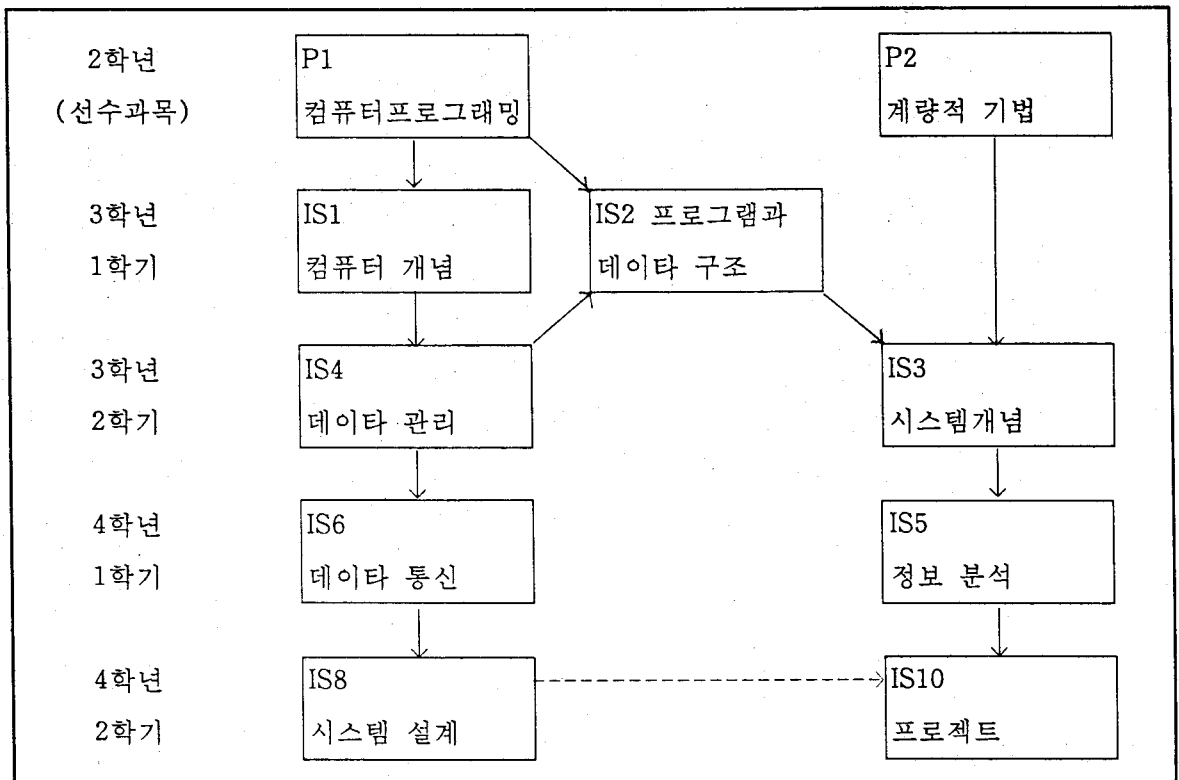 2학년
(선수과목)
P1
컴퓨터프로그래밍
P2
계량적 기법
3학년
1학기
IS1
컴퓨터 개념
IS2 프로그램과
데이타 구조
3학년
2학기
IS4
데이타 관리
IS3
시스템개념
4학년
1학기
IS6
데이타 통신
IS5
정보 분석
4학년
2학기
IS8
시스템 설계
IS10
프로젝트